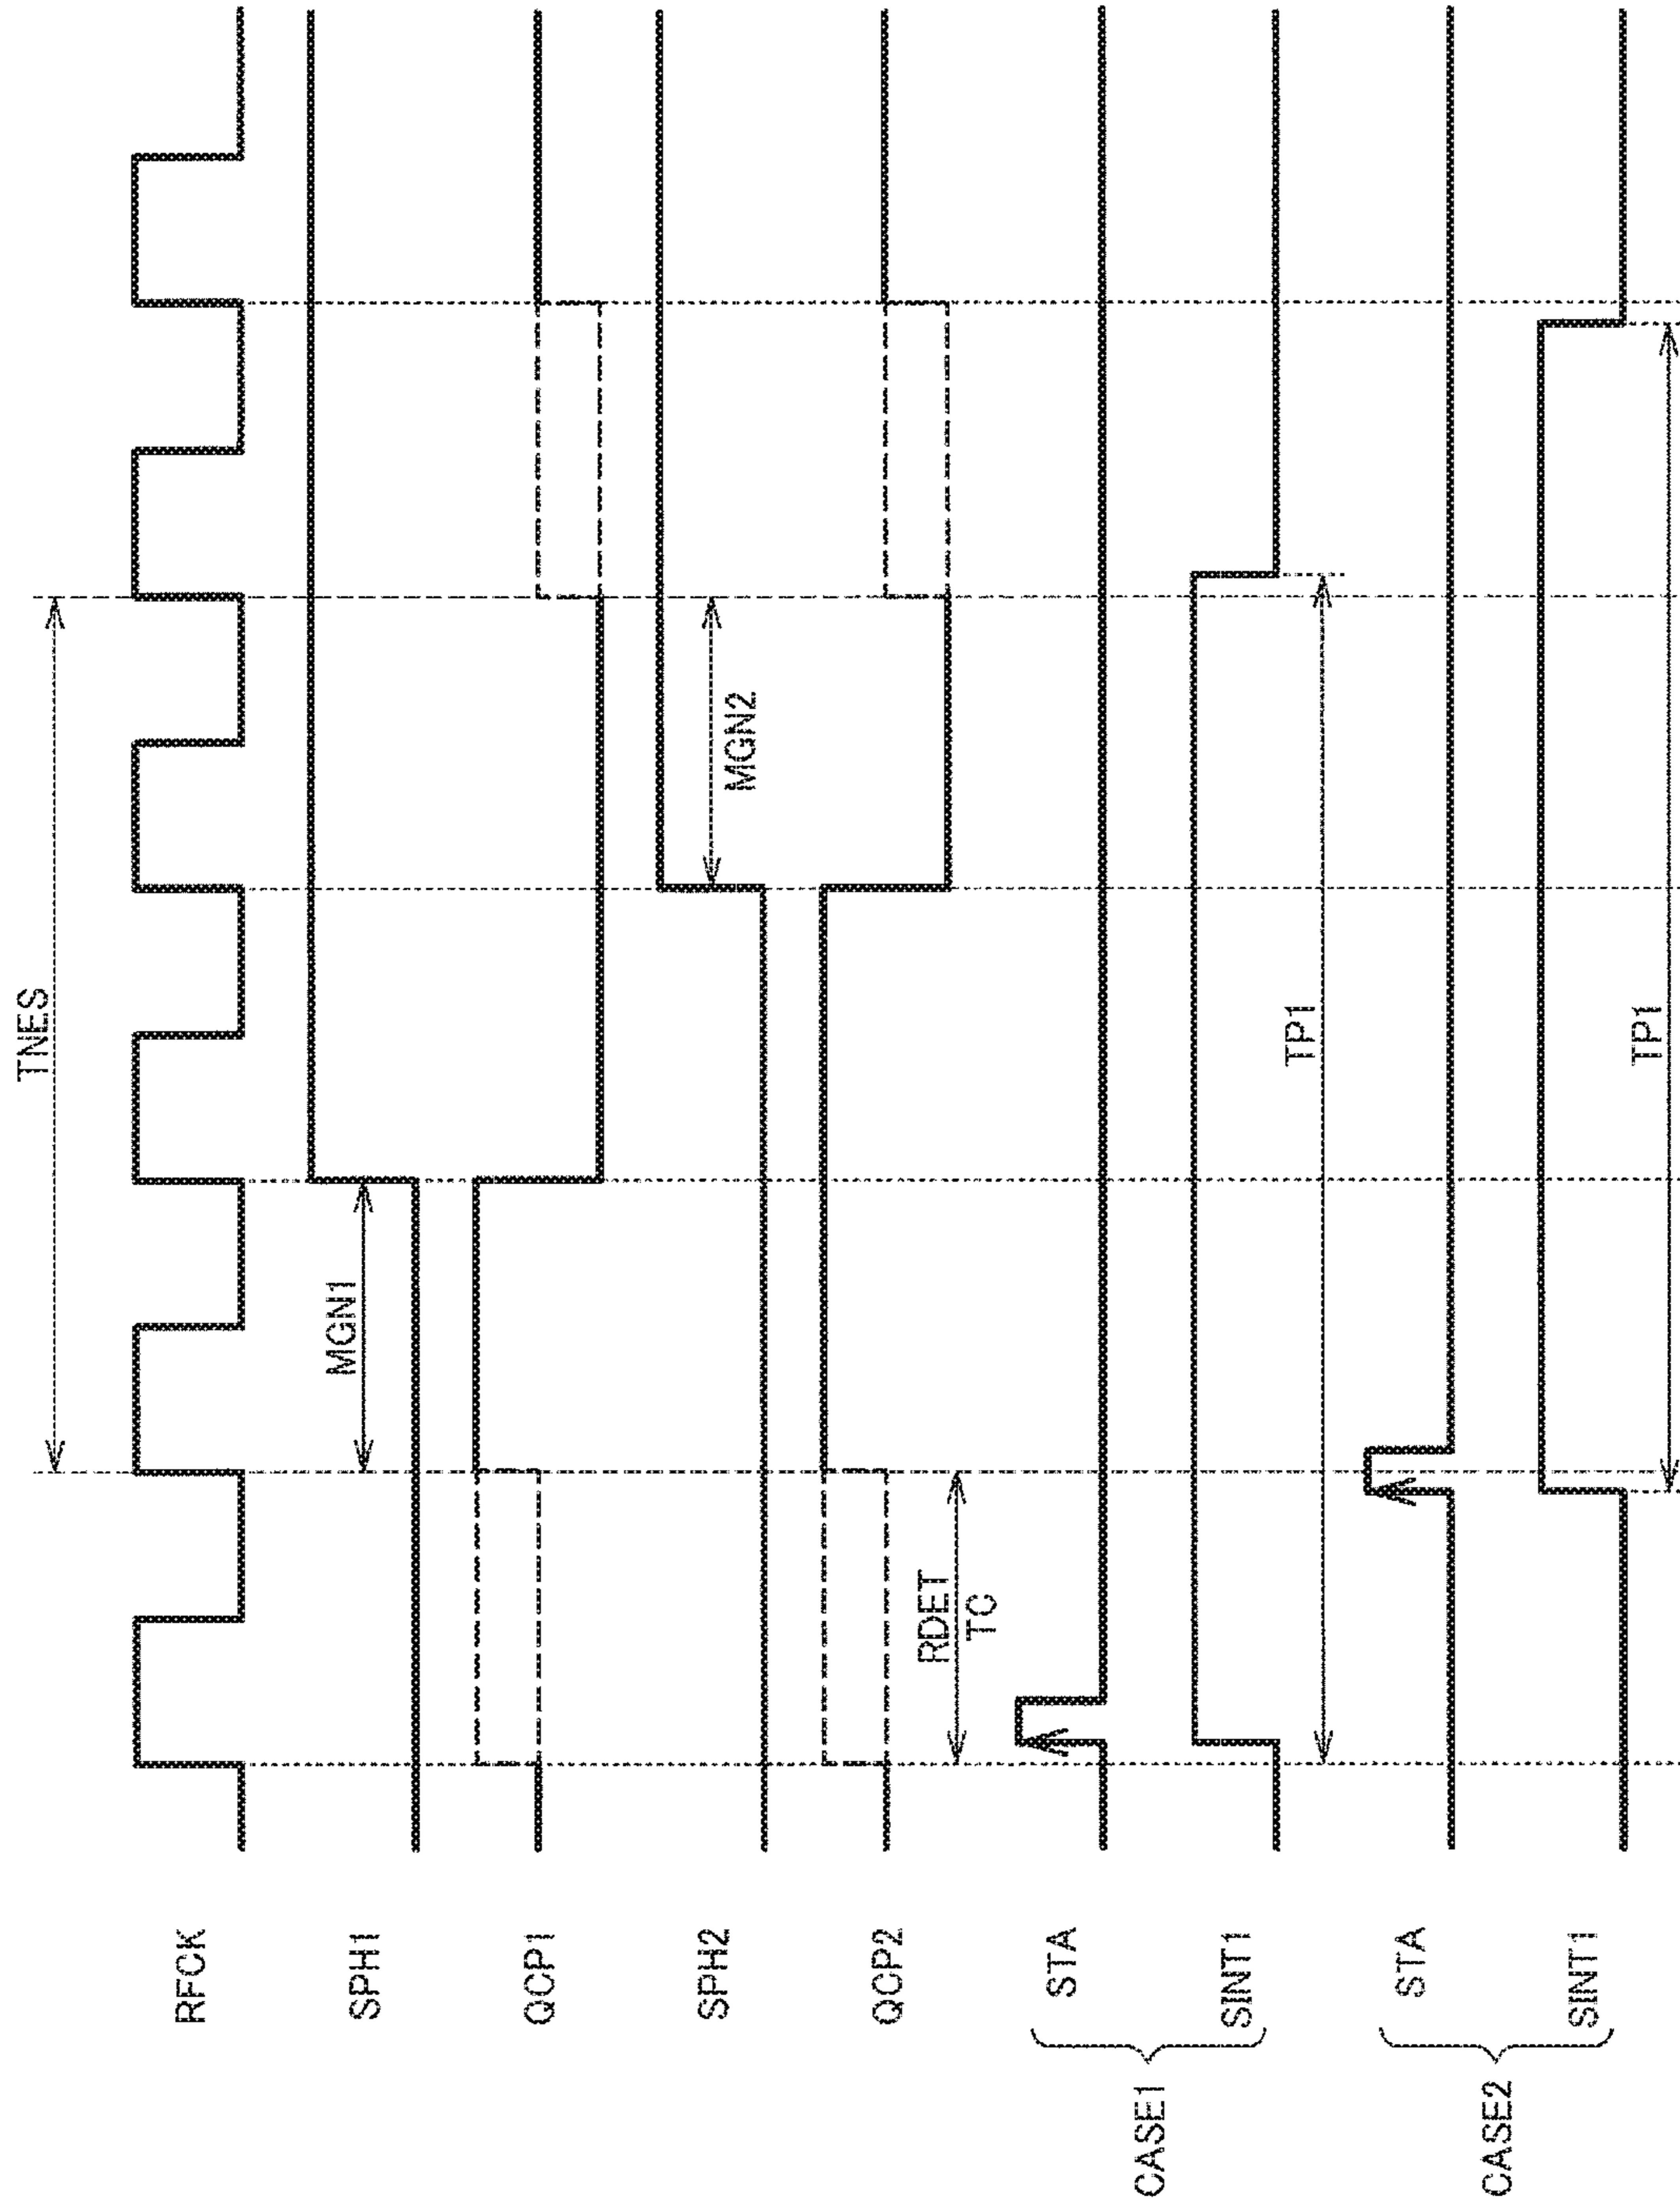 TNES
RFCK
SPH1
MGN1
QCP1
SPH2
MGN2
QCP2
RDET
TC
CASE1
STA
SINT1
TP1
CASE2
STA
SINT1
TP1